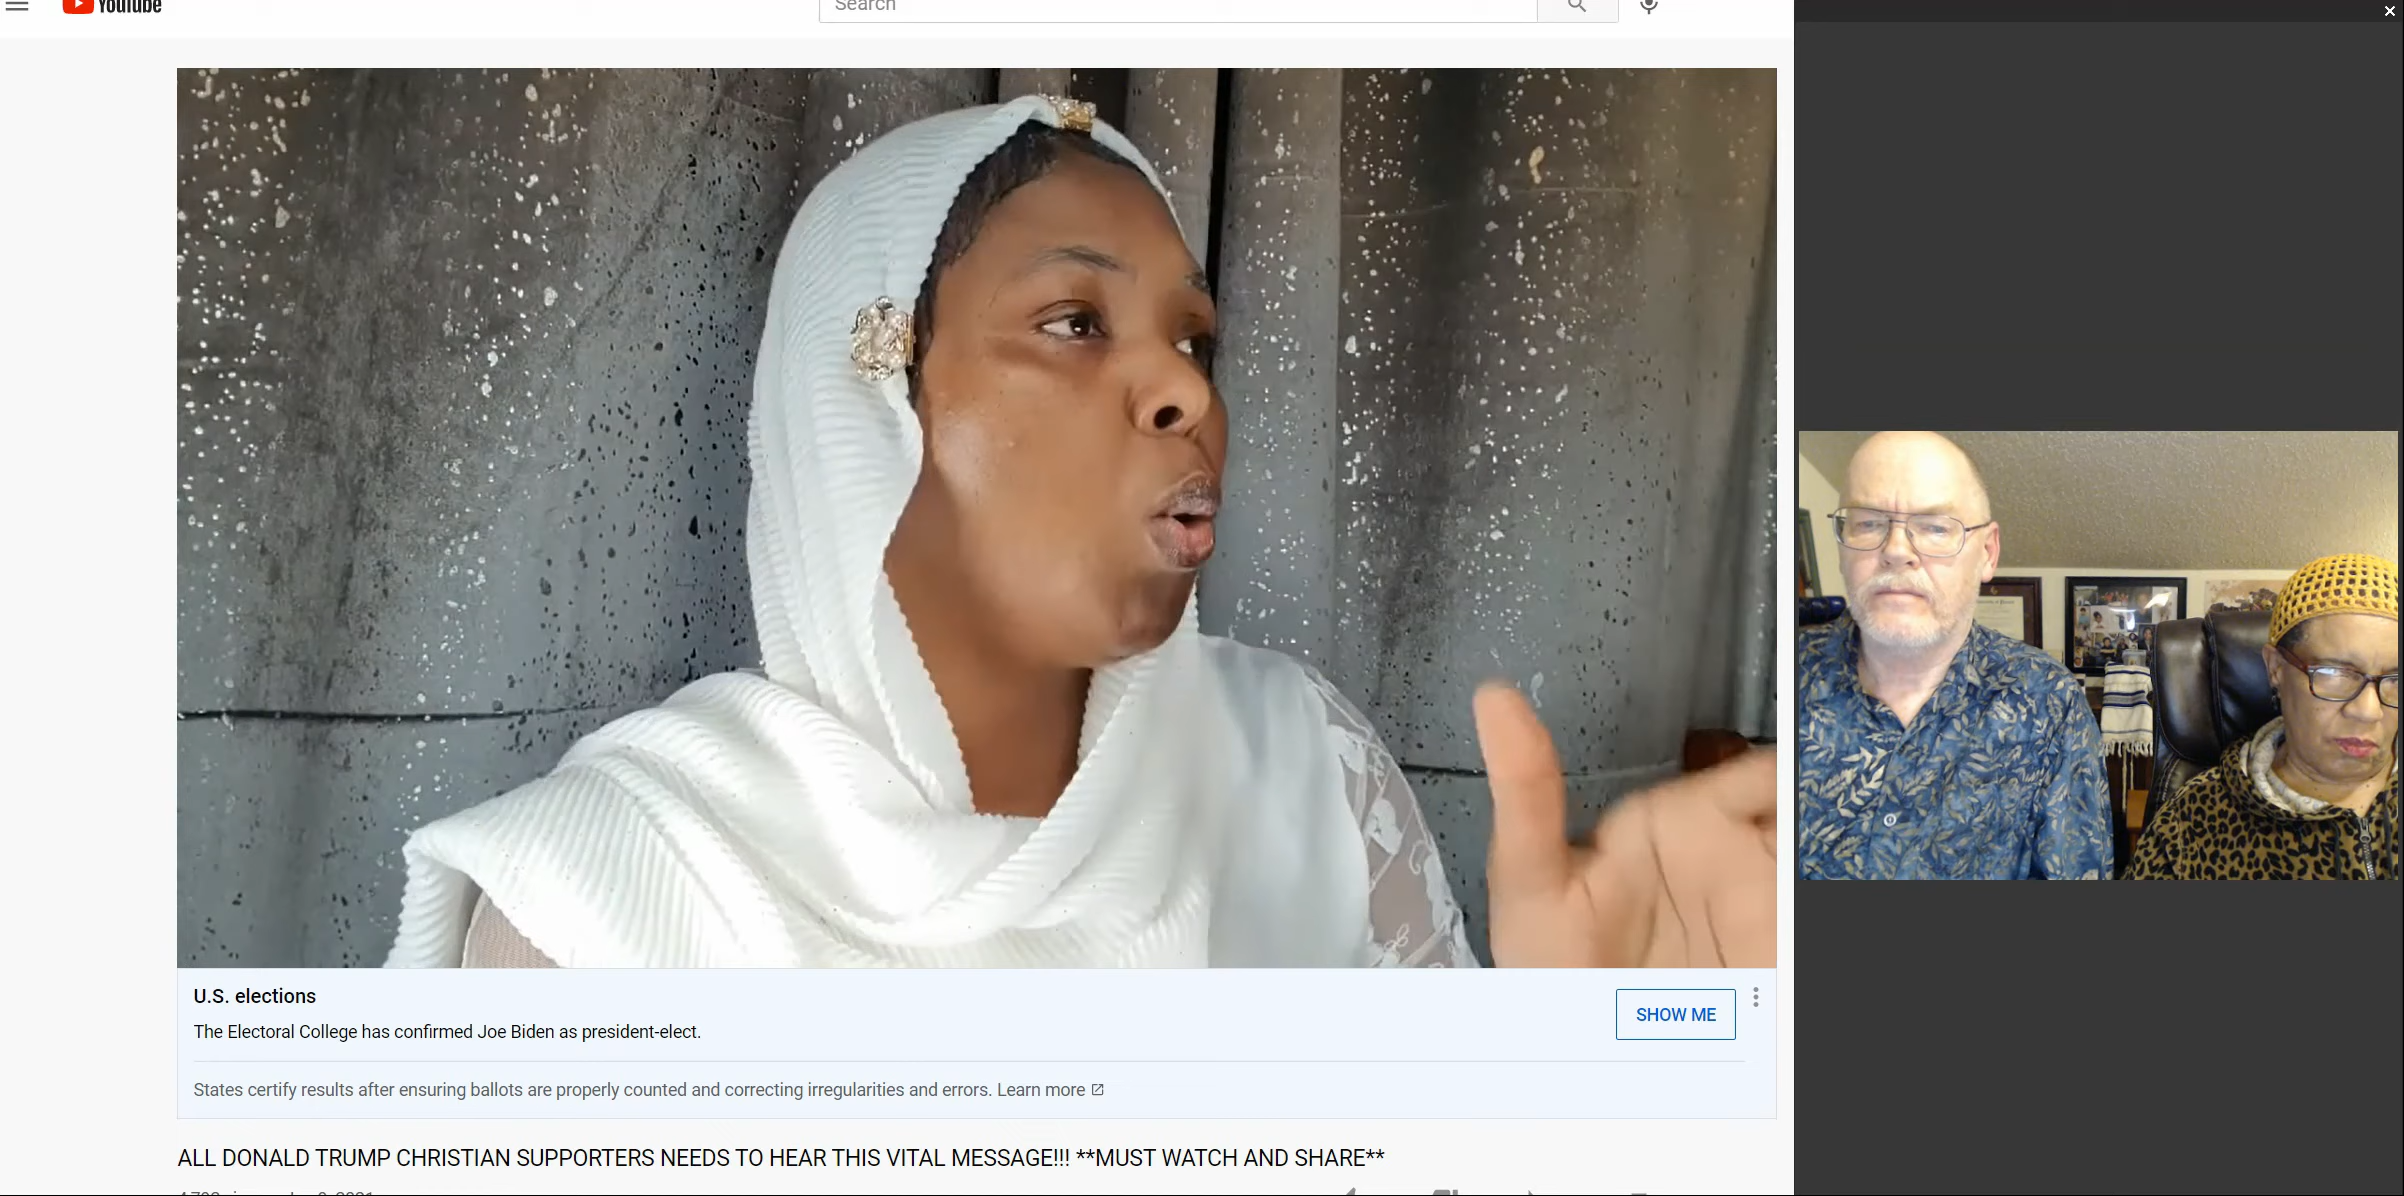 YouTube
Search
U.S. elections
The Electoral College has confirmed Joe Biden as president-elect.
SHOW ME
States certify results after ensuring ballots are properly counted and correcting irregularities and errors. Learn more
ALL DONALD TRUMP CHRISTIAN SUPPORTERS NEEDS TO HEAR THIS VITAL MESSAGE!!! **MUST WATCH AND SHARE**